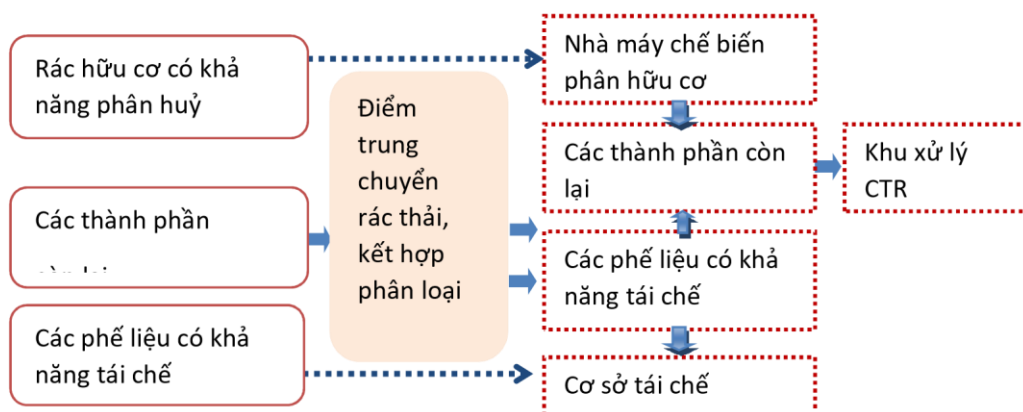 Rác hữu cơ có khả
năng phân huỷ
Các thành phần
Các phế liệu có khả
năng tái chế
Điểm
trung
chuyển
rác thải,
kết hợp
phân loại
Nhà máy chế biến
phân hữu cơ
Các thành phần còn
lại
Các phế liệu có khả
năng tái chế
Cơ sở tái chế
Khu xử lý
CTR